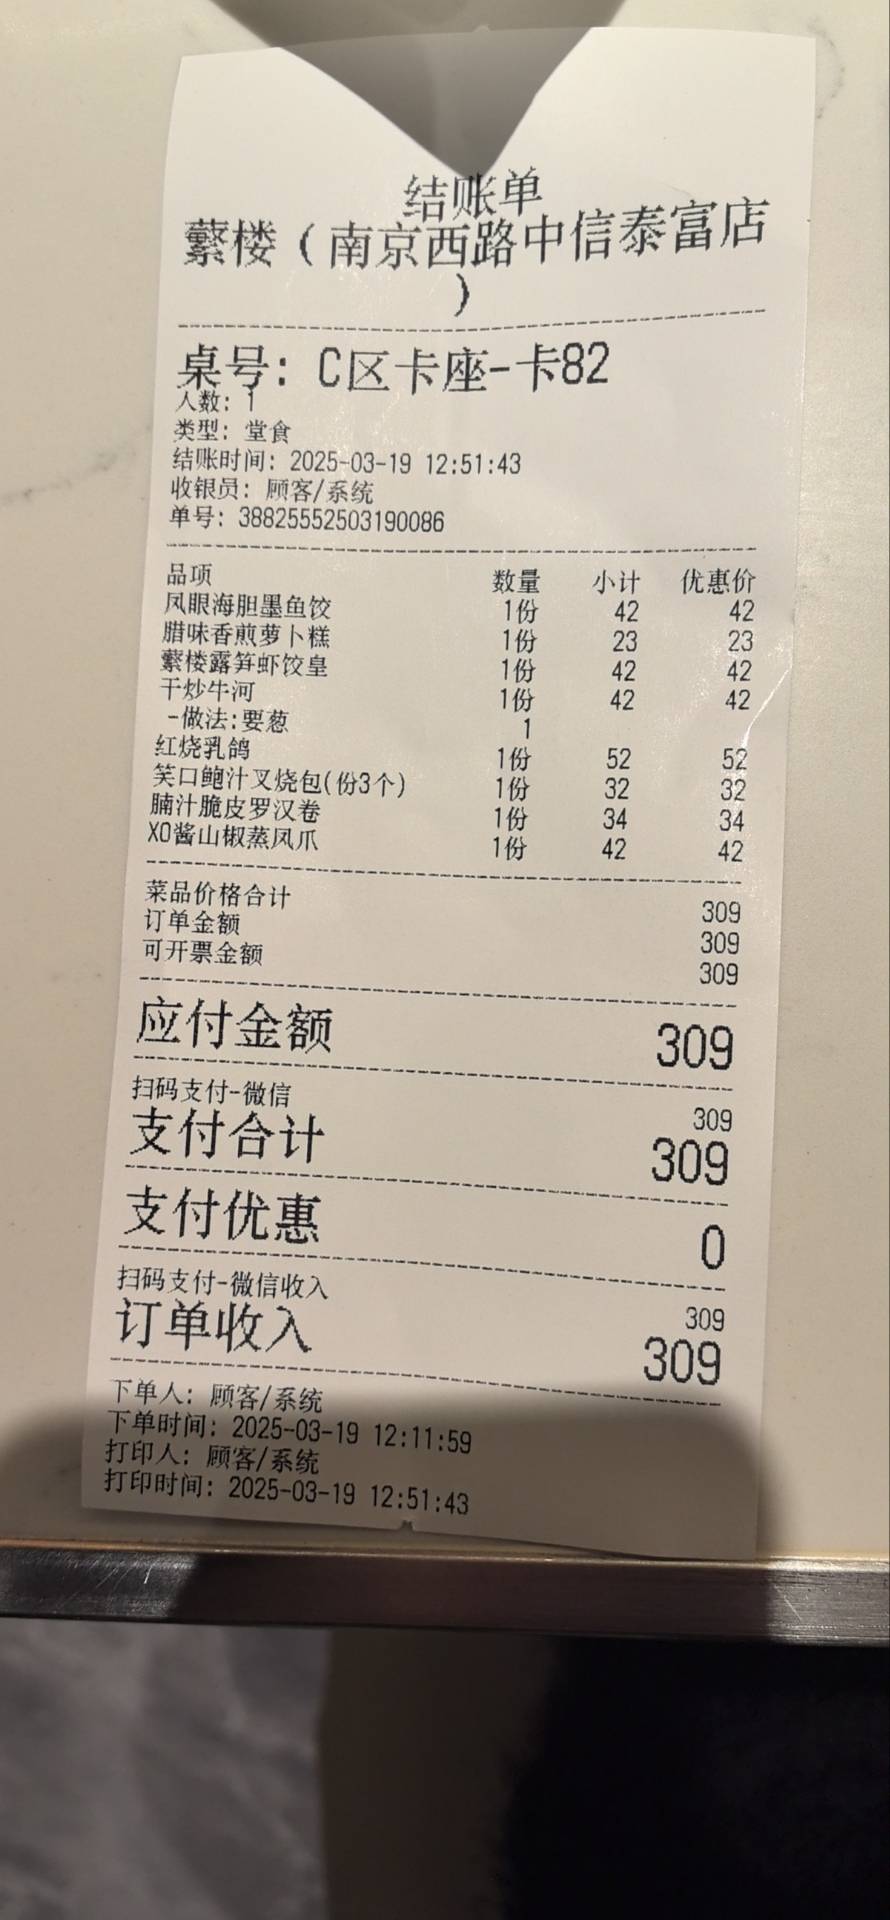 结账单
蘩楼（南京西路中信泰富店
）
桌号: C区卡座-卡82
人数: 1
类型: 堂食
结账时间: 2025-03-19 12:51:43
收银员: 顾客/系统
单号: 38825552503190086
品项 数量 小计 优惠价
凤眼海胆墨鱼饺 1份 42 42
腊味香煎萝卜糕 1份 23 23
蘩楼露笋虾饺皇 1份 42 42
干炒牛河 1份 42 42
-做法:要葱 1
红烧乳鸽 1份 52 52
笑口鲍汁叉烧包(份3个) 1份 32 32
腩汁脆皮罗汉卷 1份 34 34
XO酱山椒蒸凤爪 1份 42 42
菜品价格合计 309
订单金额 309
可开票金额 309
应付金额 309
扫码支付-微信 309
支付合计 309
支付优惠 0
扫码支付-微信收入 309
订单收入 309
下单人: 顾客/系统
下单时间: 2025-03-19 12:11:59
打印人: 顾客/系统
打印时间: 2025-03-19 12:51:43